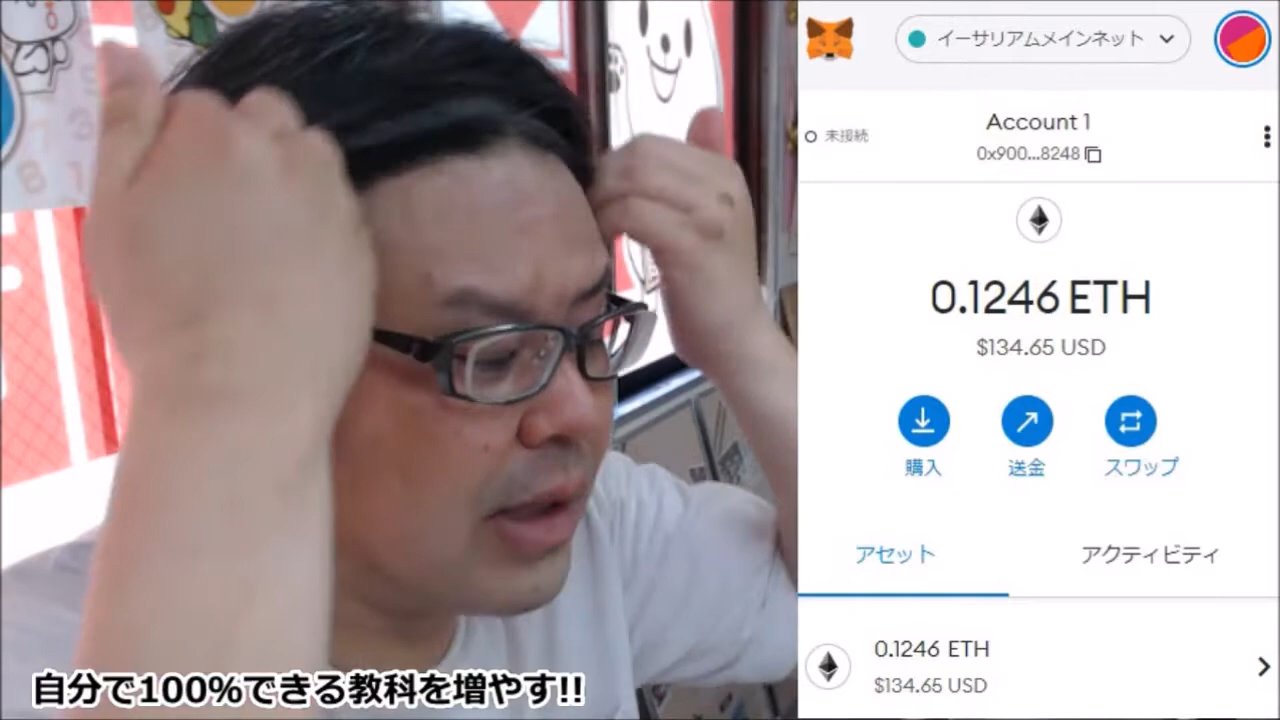 イーサリアムメインネット
未接続
Account 1
0x900...8248
0.1246 ETH
$134.65 USD
購入
送金
スワップ
アセット
アクティビティ
0.1246 ETH
$134.65 USD
自分で100%できる教科を増やす!!